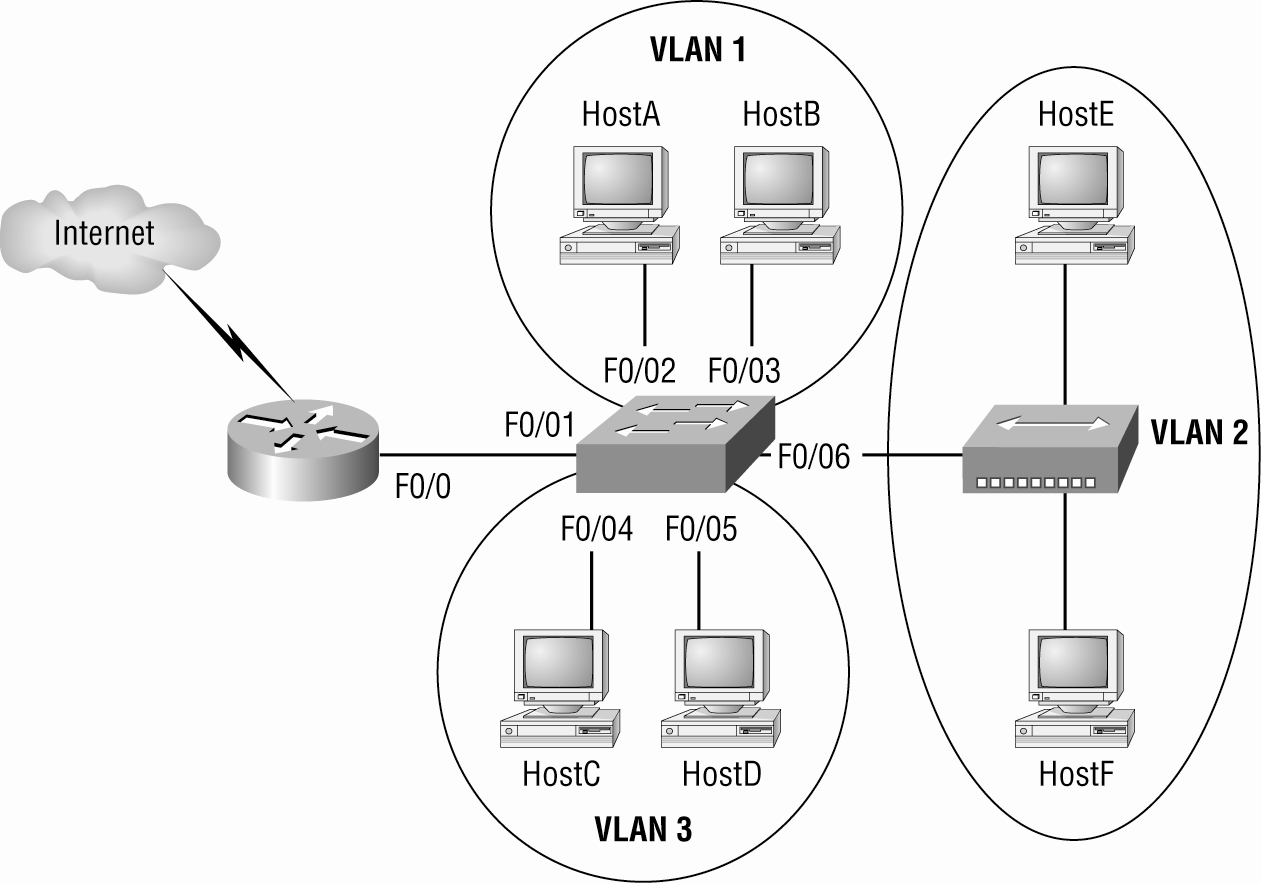 VLAN 1
HostA HostB
HostE
Internet
F0/02 F0/03
F0/01
VLAN 2
F0/06
F0/0
F0/04 F0/05
HostC HostD
HostF
VLAN 3